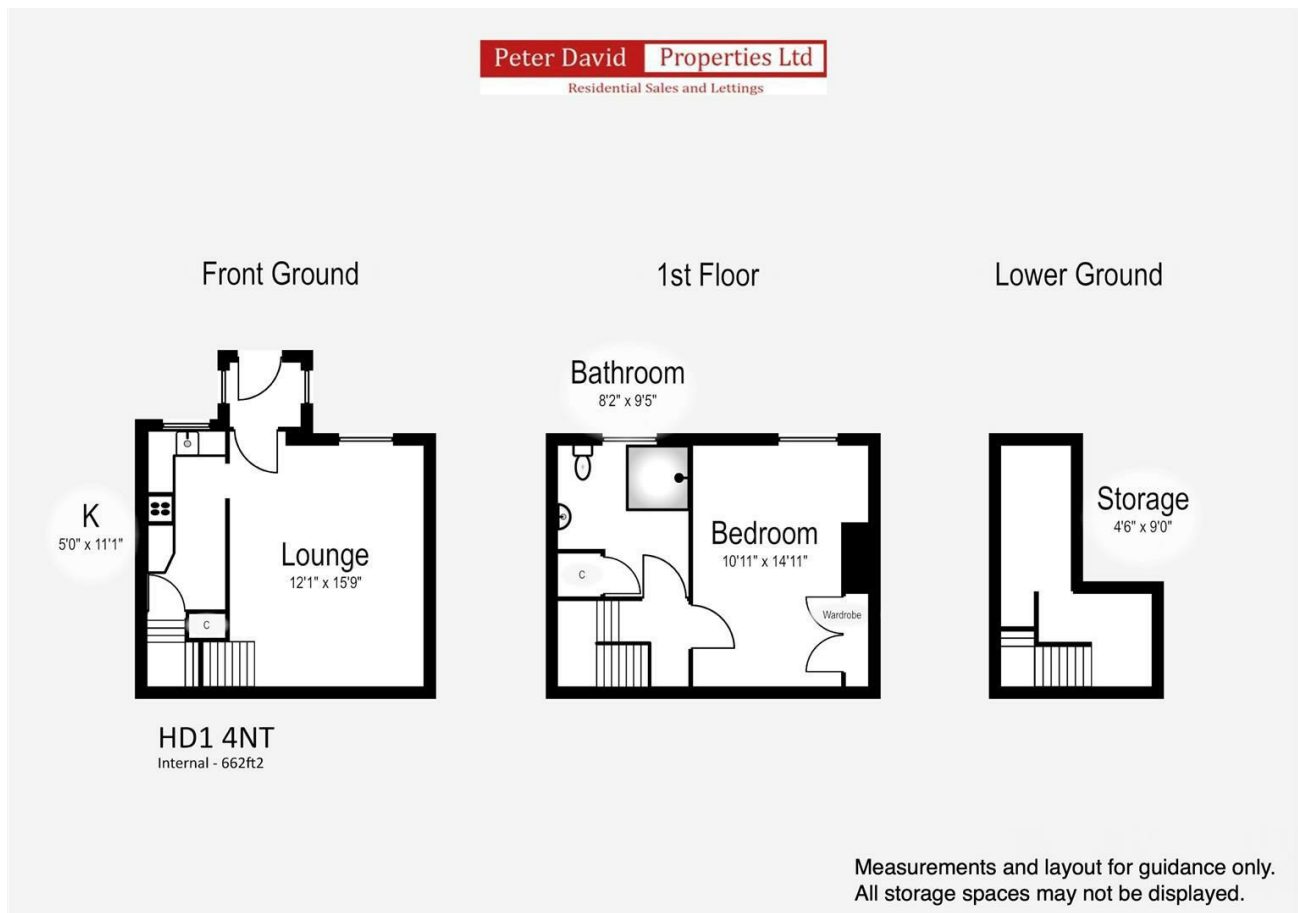 Peter David Properties Ltd
Residential Sales and Lettings
Front Ground
1st Floor
Lower Ground
Bathroom
8'2" x 9'5"
K
5'0" x 11'1"
Lounge
12'1" x 15'9"
C
C
Bedroom
10'11" x 14'11"
Wardrobe
Storage
4'6" x 9'0"
HD1 4NT
Internal - 662ft2
Measurements and layout for guidance only.
All storage spaces may not be displayed.